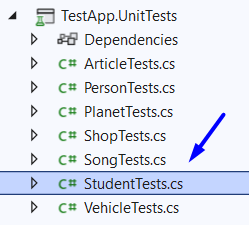 TestApp.UnitTests
Dependencies
C# ArticleTests.cs
C# PersonTests.cs
C# PlanetTests.cs
C# ShopTests.cs
C# SongTests.cs
C# StudentTests.cs
C# VehicleTests.cs